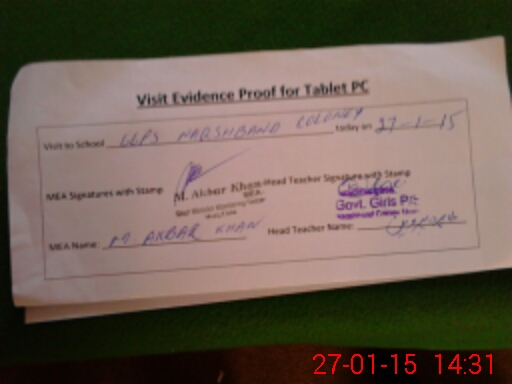 Visit Evidence Proof for Tablet PC
Visit to School GGPS NAQSHBAND COLONEY today on 27-1-15
MEA Signatures with Stamp M. Akbar Khan Head Teacher Signature with Stamp
Govt. Girls P/S
MEA Name: M. AKBAR KHAN Head Teacher Name:
27-01-15 14:31